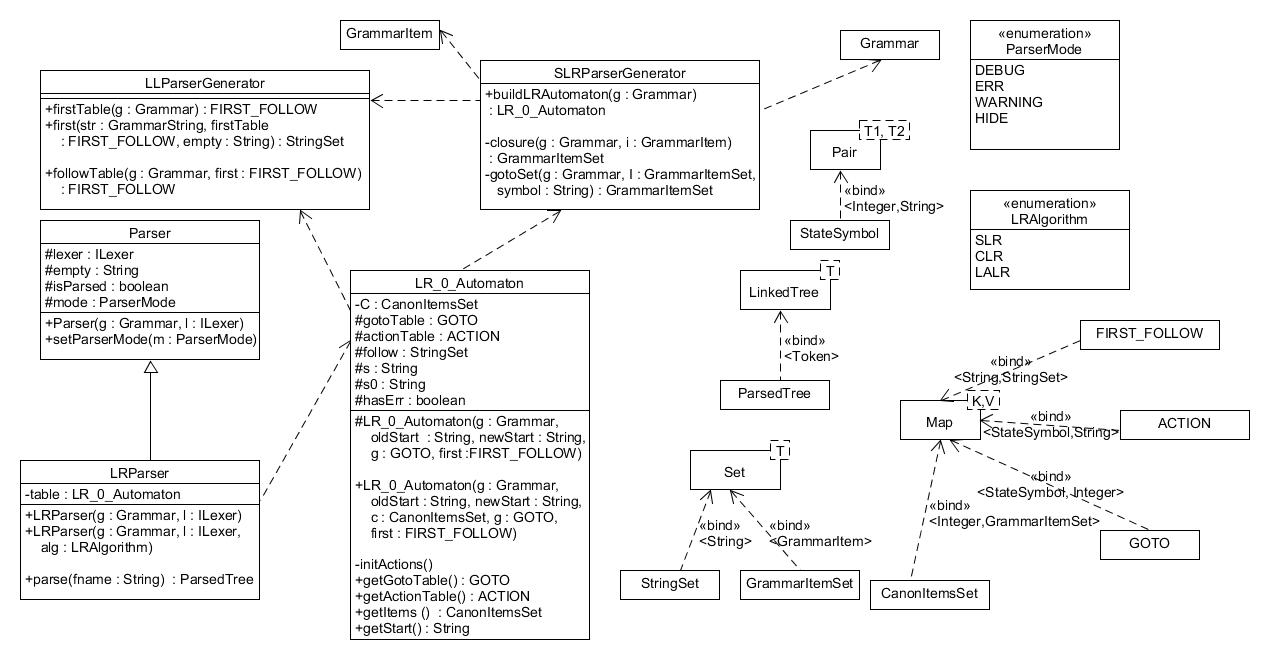 GrammarItem
Grammar
«enumeration»
ParserMode
DEBUG
ERR
WARNING
HIDE
LLParserGenerator
+firstTable(g : Grammar) : FIRST_FOLLOW
+first(str : GrammarString, firstTable
: FIRST_FOLLOW, empty : String) : StringSet
+followTable(g : Grammar, first : FIRST_FOLLOW)
: FIRST_FOLLOW
SLRParserGenerator
+buildLRAutomaton(g : Grammar)
: LR_0_Automaton
-closure(g : Grammar, i : GrammarItem)
: GrammarItemSet
-gotoSet(g : Grammar, I : GrammarItemSet,
symbol : String) : GrammarItemSet
T1, T2
Pair
«bind»
<Integer,String>
StateSymbol
«enumeration»
LRAlgorithm
SLR
CLR
LALR
Parser
#lexer : ILexer
#empty : String
#isParsed : boolean
#mode : ParserMode
+Parser(g : Grammar, l : ILexer)
+setParserMode(m : ParserMode)
LR_0_Automaton
-C : CanonItemsSet
#gotoTable : GOTO
#actionTable : ACTION
#follow : StringSet
#s : String
#s0 : String
#hasErr : boolean
#LR_0_Automaton(g : Grammar,
oldStart : String, newStart : String,
g : GOTO, first :FIRST_FOLLOW)
+LR_0_Automaton(g : Grammar,
oldStart : String, newStart : String,
c : CanonItemsSet, g : GOTO,
first : FIRST_FOLLOW)
-initActions()
+getGotoTable() : GOTO
+getActionTable() : ACTION
+getItems () : CanonItemsSet
+getStart() : String
T
LinkedTree
«bind»
<Token>
ParsedTree
FIRST_FOLLOW
«bind»
<String,StringSet>
K,V
Map
«bind»
<StateSymbol,String>
ACTION
LRParser
-table : LR_0_Automaton
+LRParser(g : Grammar, l : ILexer)
+LRParser(g : Grammar, l : ILexer,
alg : LRAlgorithm)
+parse(fname : String) : ParsedTree
T
Set
«bind»
<String>
«bind»
<GrammarItem>
StringSet
GrammarItemSet
«bind»
<StateSymbol, Integer>
«bind»
<Integer,GrammarItemSet>
GOTO
CanonItemsSet